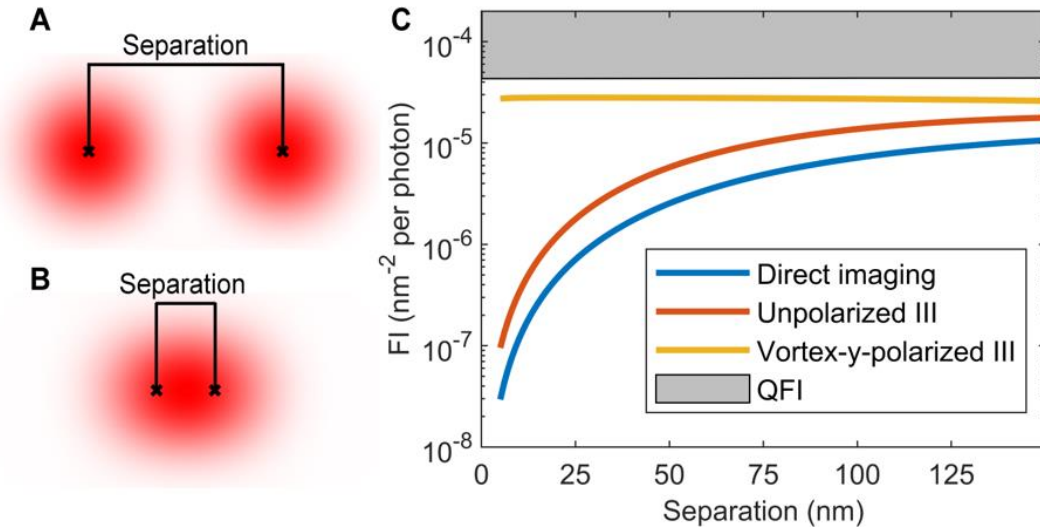 A
Separation
B
Separation
C
FI (nm⁻² per photon)
10⁻⁴
10⁻⁵
10⁻⁶
10⁻⁷
10⁻⁸
Direct imaging
Unpolarized III
Vortex-y-polarized III
QFI
0 25 50 75 100 125
Separation (nm)